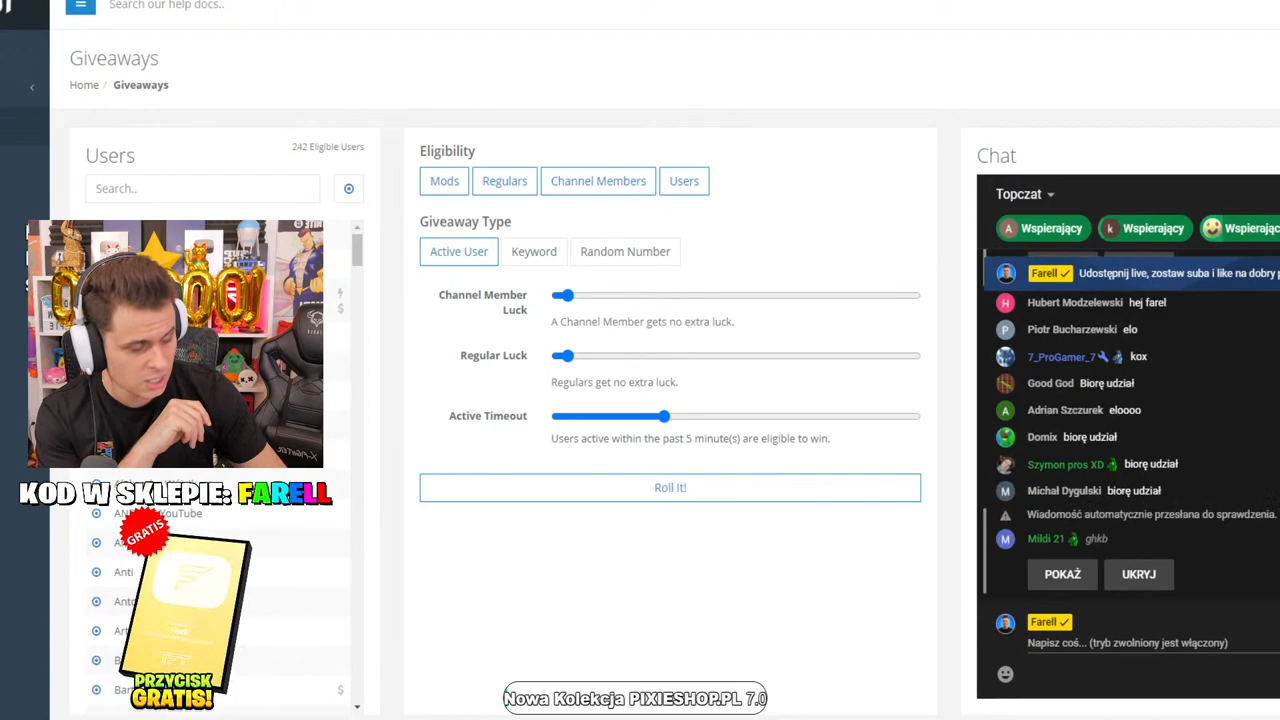 Search our help docs..
Giveaways
Home / Giveaways
Users
242 Eligible Users
Search..
KOD W SKLEPIE: FARELL
YouTube
Anti
GRATIS
PRZYCISK
GRATIS!
$
$
Eligibility
Mods
Regulars
Channel Members
Users
Giveaway Type
Active User
Keyword
Random Number
Channel Member
Luck
A Channel Member gets no extra luck.
Regular Luck
Regulars get no extra luck.
Active Timeout
Users active within the past 5 minute(s) are eligible to win.
Roll It!
Nowa Kolekcja PIXIESHOP.PL 7.0
Chat
Topczat
A Wspierający
k Wspierający
Wspierając
Farell ✓ Udostępnij live, zostaw suba i like na dobry
H Hubert Modzelewski hej farel
P Piotr Bucharzewski elo
7_ProGamer_7 kox
Good God Biorę udział
A Adrian Szczurek eloooo
Domix biorę udział
Szymon pros XD biorę udział
M Michał Dygulski biorę udział
Wiadomość automatycznie przesłana do sprawdzenia.
M Mildi 21 ghkb
POKAŻ
UKRYJ
Farell ✓
Napisz coś... (tryb zwolniony jest włączony)